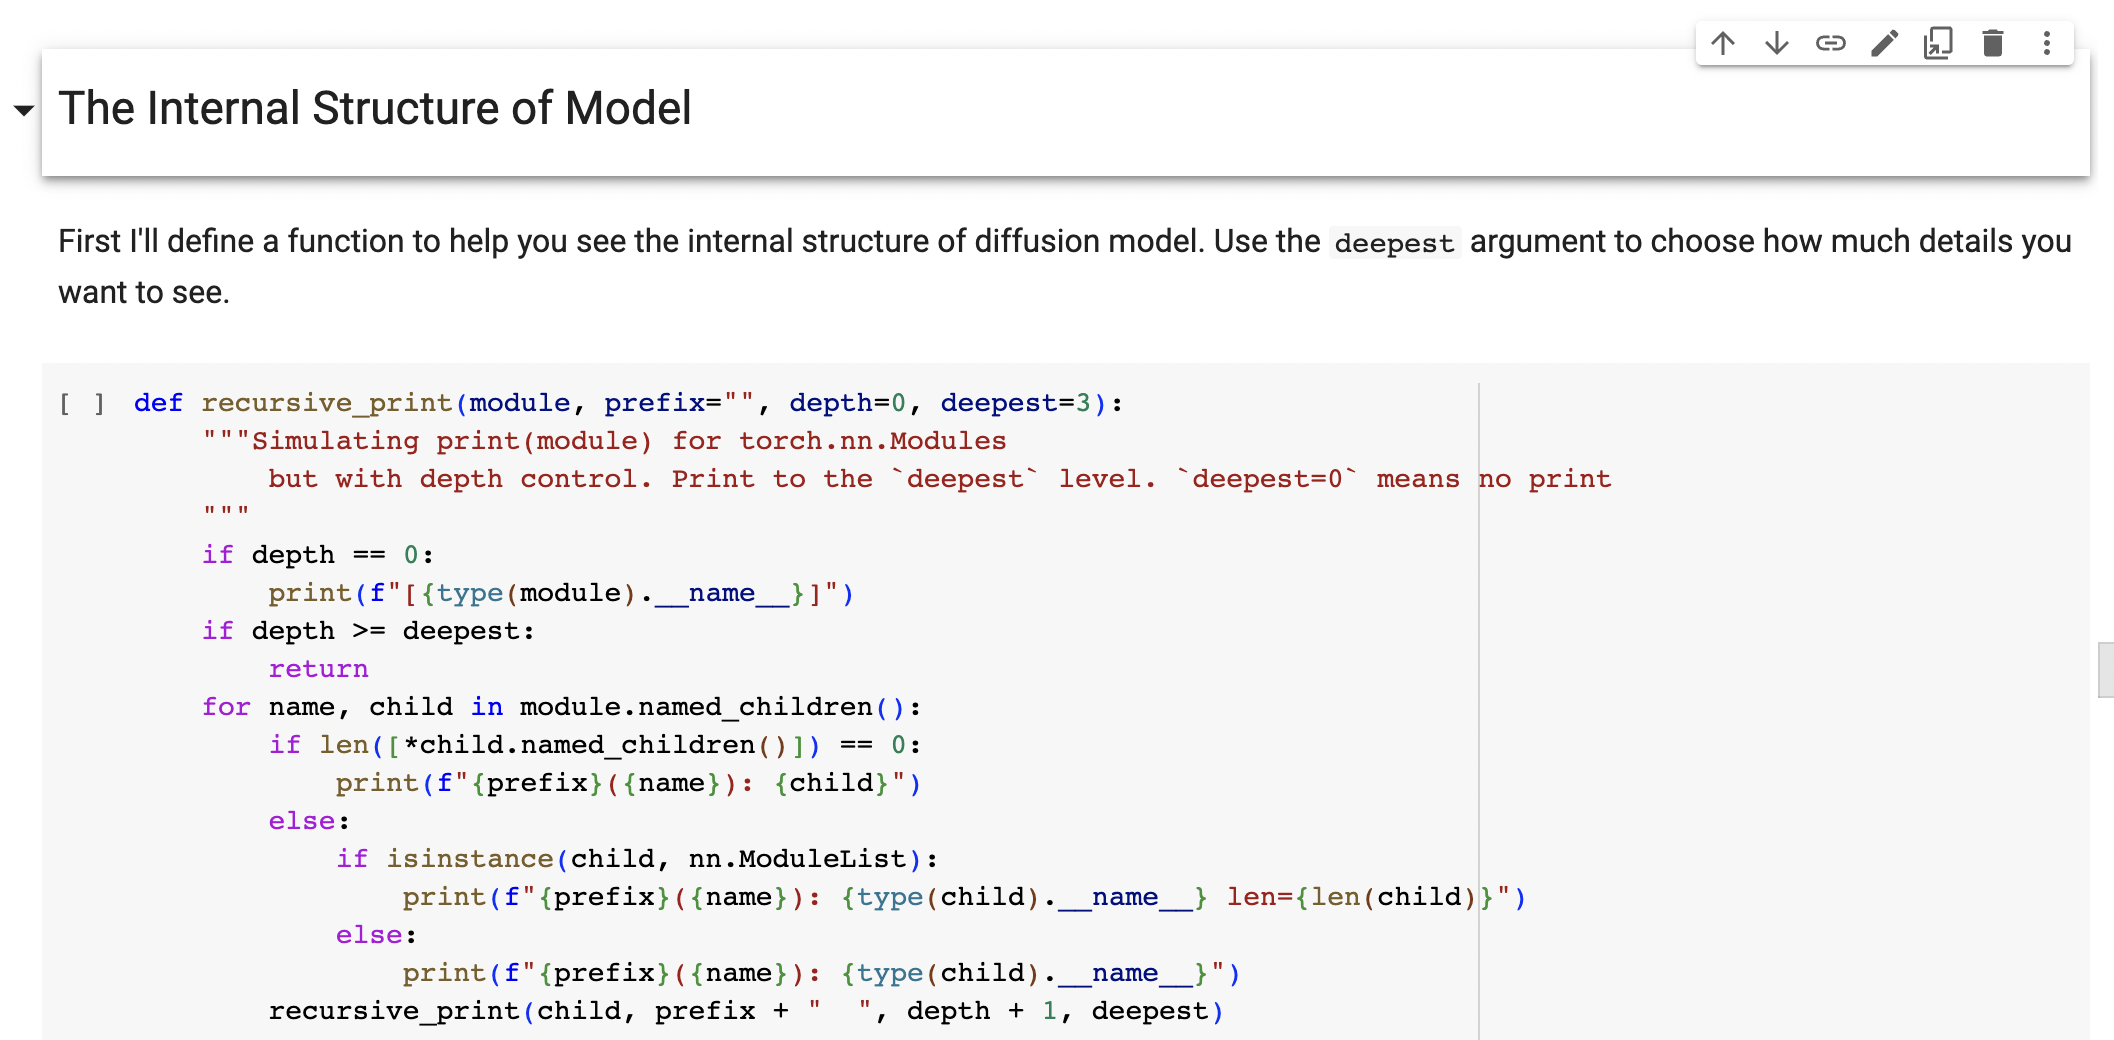 The Internal Structure of Model
First I'll define a function to help you see the internal structure of diffusion model. Use the deepest argument to choose how much details you
want to see.
[ ] def recursive_print(module, prefix="", depth=0, deepest=3):
    """Simulating print(module) for torch.nn.Modules
        but with depth control. Print to the `deepest` level. `deepest=0` means no print
    """
    if depth == 0:
        print(f"[{type(module).__name__}]")
    if depth >= deepest:
        return
    for name, child in module.named_children():
        if len([*child.named_children()]) == 0:
            print(f"{prefix}({name}): {child}")
        else:
            if isinstance(child, nn.ModuleList):
                print(f"{prefix}({name}): {type(child).__name__} len={len(child)}")
            else:
                print(f"{prefix}({name}): {type(child).__name__}")
        recursive_print(child, prefix + "  ", depth + 1, deepest)